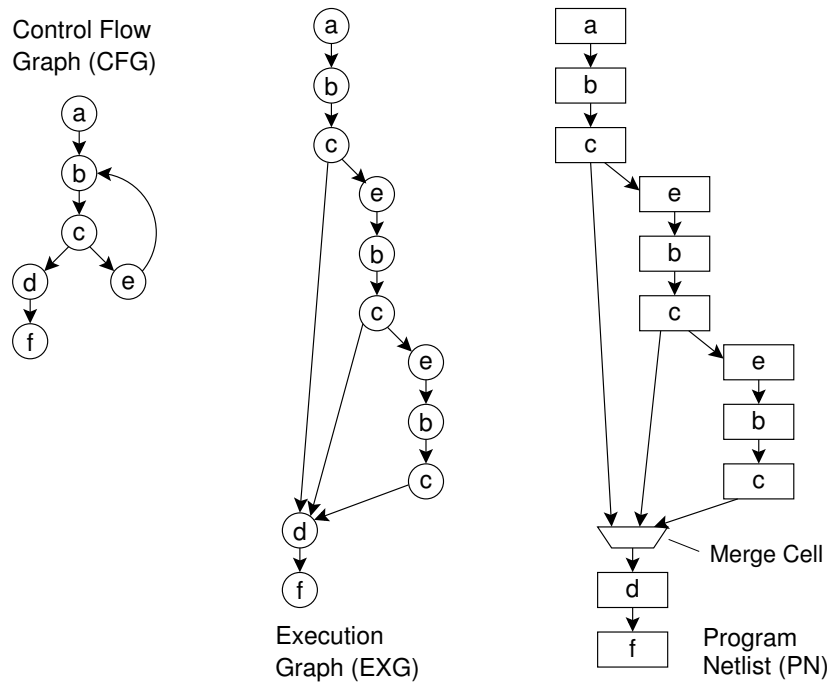 Control Flow
Graph (CFG)
a
b
c
d
e
f
a
b
c
e
b
c
e
b
c
d
f
Execution
Graph (EXG)
a
b
c
e
b
c
e
b
c
Merge Cell
d
f
Program
Netlist (PN)